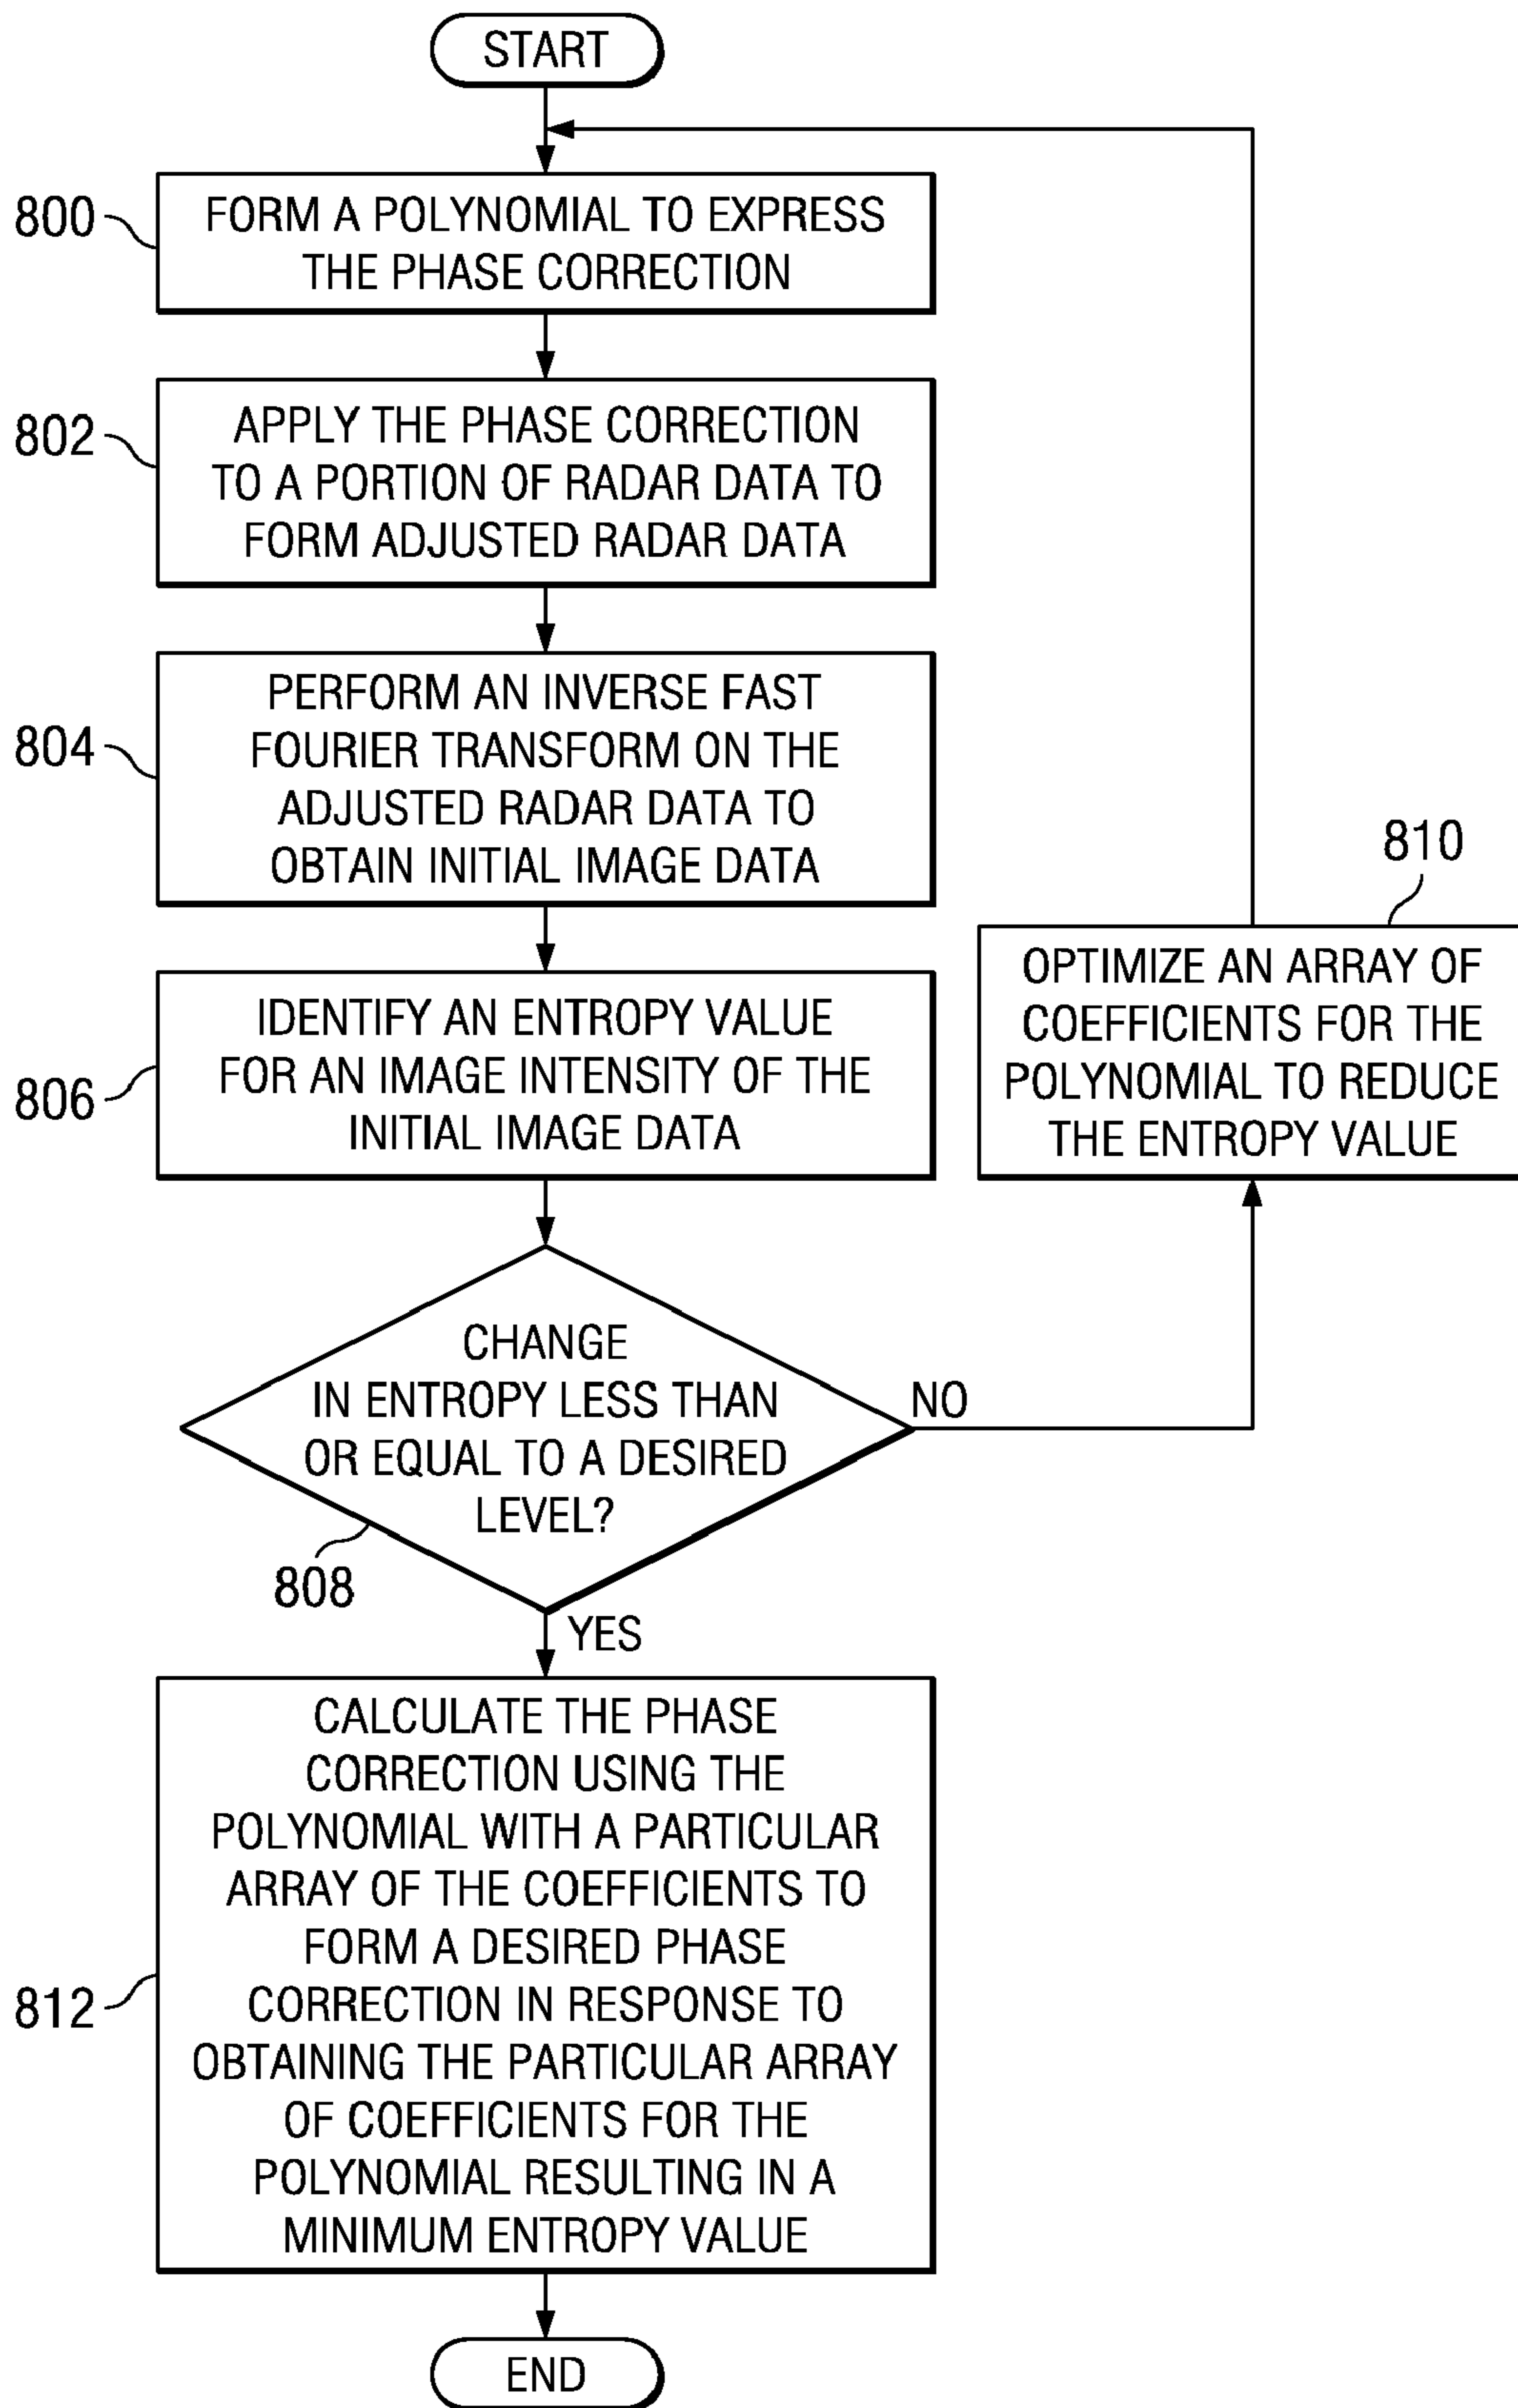 START
800
FORM A POLYNOMIAL TO EXPRESS
THE PHASE CORRECTION
802
APPLY THE PHASE CORRECTION
TO A PORTION OF RADAR DATA TO
FORM ADJUSTED RADAR DATA
804
PERFORM AN INVERSE FAST
FOURIER TRANSFORM ON THE
ADJUSTED RADAR DATA TO
OBTAIN INITIAL IMAGE DATA
806
IDENTIFY AN ENTROPY VALUE
FOR AN IMAGE INTENSITY OF THE
INITIAL IMAGE DATA
810
OPTIMIZE AN ARRAY OF
COEFFICIENTS FOR THE
POLYNOMIAL TO REDUCE
THE ENTROPY VALUE
CHANGE
IN ENTROPY LESS THAN
OR EQUAL TO A DESIRED
LEVEL?
NO
808
YES
812
CALCULATE THE PHASE
CORRECTION USING THE
POLYNOMIAL WITH A PARTICULAR
ARRAY OF THE COEFFICIENTS TO
FORM A DESIRED PHASE
CORRECTION IN RESPONSE TO
OBTAINING THE PARTICULAR ARRAY
OF COEFFICIENTS FOR THE
POLYNOMIAL RESULTING IN A
MINIMUM ENTROPY VALUE
END